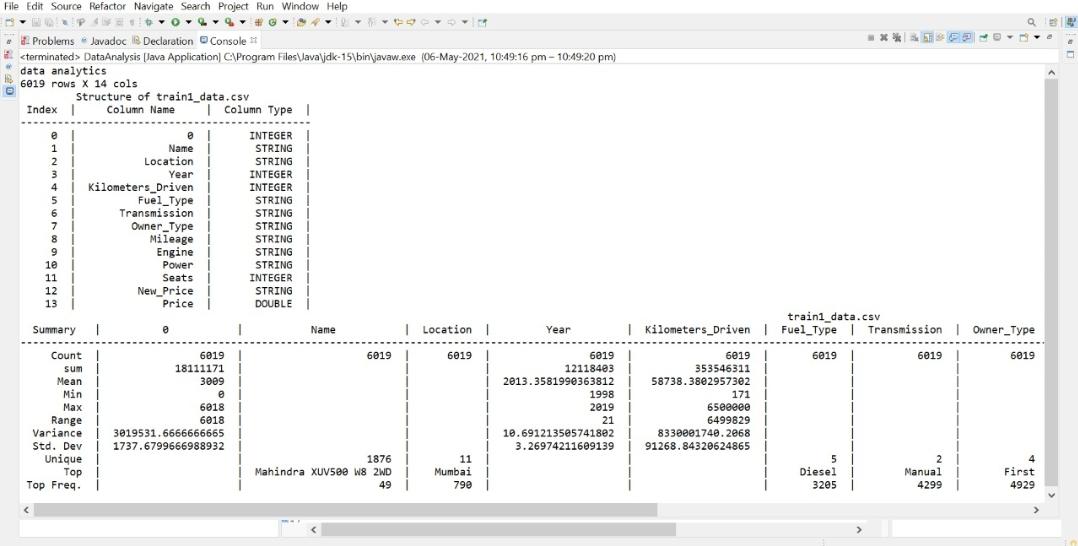 File Edit Source Refactor Navigate Search Project Run Window Help
Problems Javadoc Declaration Console
<terminated> DataAnalysis [Java Application] C:\Program Files\Java\jdk-15\bin\javaw.exe (06-May-2021, 10:49:16 pm – 10:49:20 pm)
data analytics
6019 rows X 14 cols
Structure of train1_data.csv
Index | Column Name | Column Type |
0 | 0 | INTEGER |
1 | Name | STRING |
2 | Location | STRING |
3 | Year | INTEGER |
4 | Kilometers_Driven | INTEGER |
5 | Fuel_Type | STRING |
6 | Transmission | STRING |
7 | Owner_Type | STRING |
8 | Mileage | STRING |
9 | Engine | STRING |
10 | Power | STRING |
11 | Seats | INTEGER |
12 | New_Price | STRING |
13 | Price | DOUBLE |
train1_data.csv
Summary | 0 | Name | Location | Year | Kilometers_Driven | Fuel_Type | Transmission | Owner_Type
Count | 6019 | 6019 | 6019 | 6019 | 6019 | 6019 | 6019 | 6019
sum | 18111171 | | | 12118403 | 353546311 | | |
Mean | 3009 | | | 2013.3581990363812 | 58738.3802957302 | | |
Min | 0 | | | 1998 | 171 | | |
Max | 6018 | | | 2019 | 6500000 | | |
Range | 6018 | | | 21 | 6499829 | | |
Variance | 3019531.6666666665 | | | 10.691213505741802 | 8330001740.2068 | | |
Std. Dev | 1737.6799666988932 | | | 3.26974211609139 | 91268.84320624865 | | |
Unique | | 1876 | 11 | | | 5 | 2 | 4
Top | | Mahindra XUV500 W8 2WD | Mumbai | | | Diesel | Manual | First
Top Freq. | | 49 | 790 | | | 3205 | 4299 | 4929